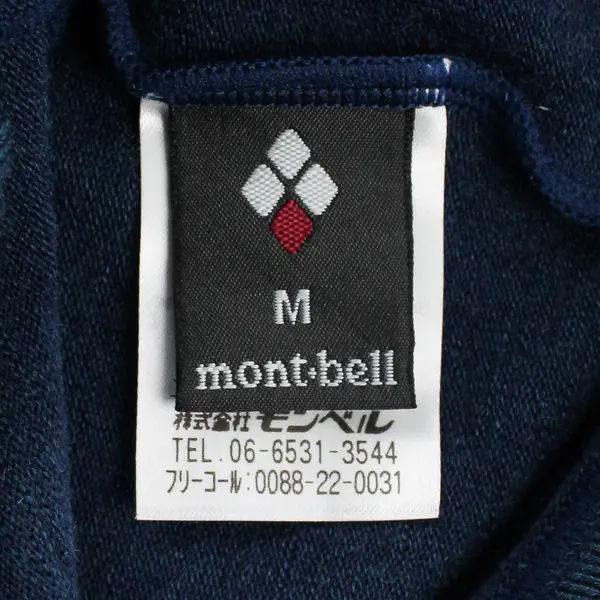 M
mont·bell
株式会社モンベル
TEL. 06-6531-3544
フリーコール:0088-22-0031